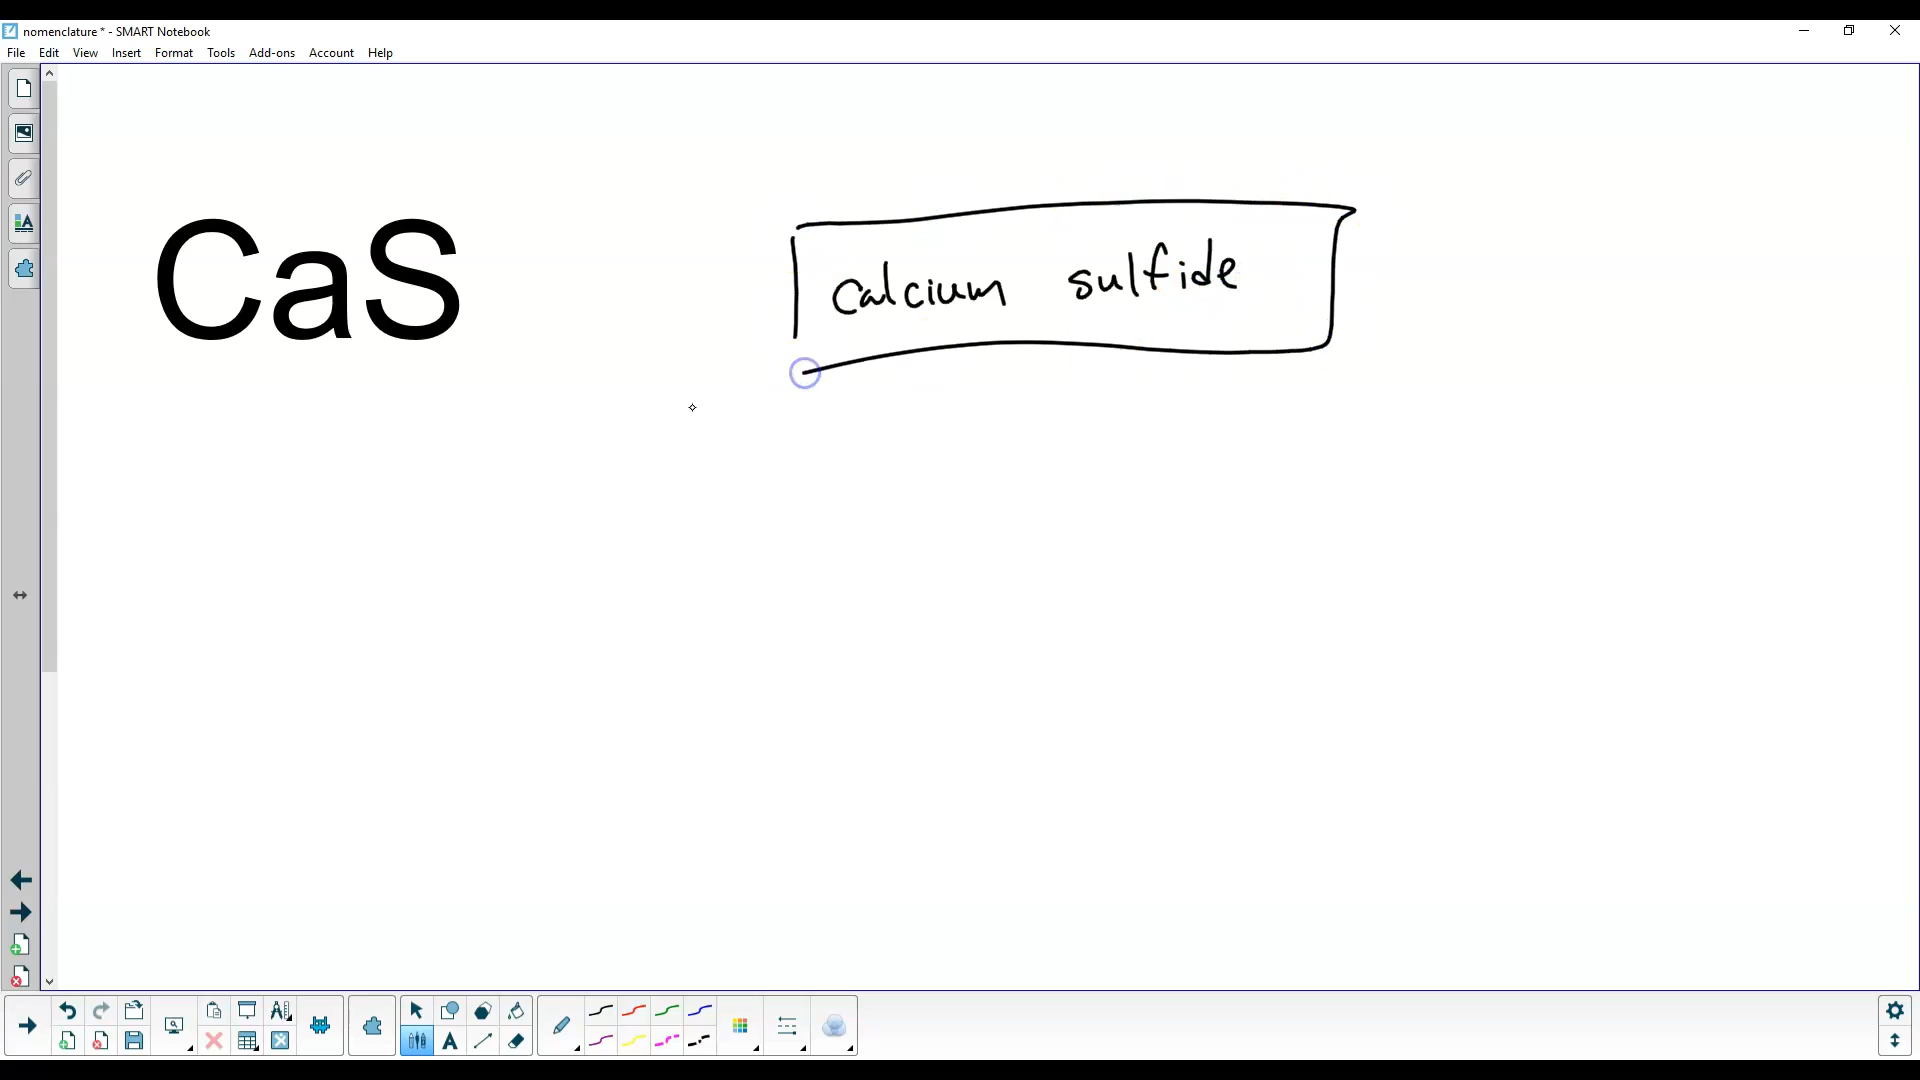 nomenclature * - SMART Notebook
File Edit View Insert Format Tools Add-ons Account Help
CaS
calcium sulfide